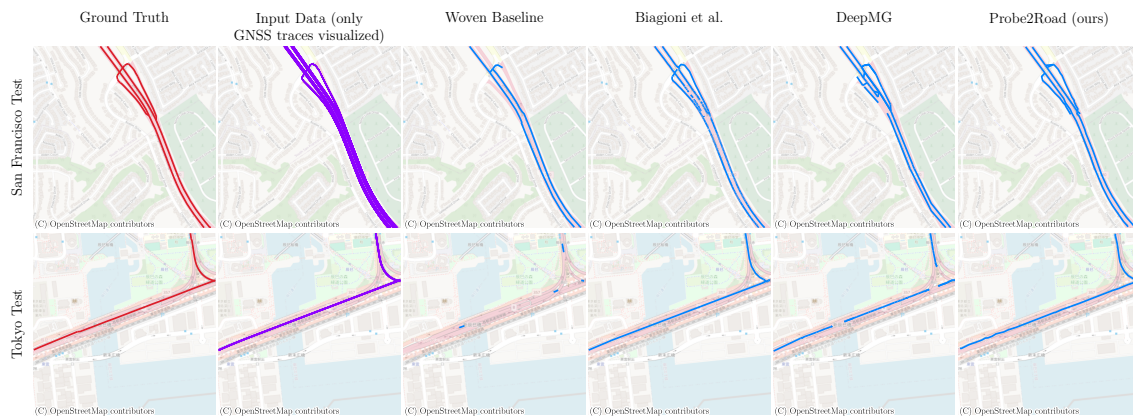 Ground Truth
Input Data (only
GNSS traces visualized)
Woven Baseline
Biagioni et al.
DeepMG
Probe2Road (ours)
San Francisco Test
(C) OpenStreetMap contributors
(C) OpenStreetMap contributors
(C) OpenStreetMap contributors
(C) OpenStreetMap contributors
(C) OpenStreetMap contributors
(C) OpenStreetMap contributors
Tokyo Test
(C) OpenStreetMap contributors
(C) OpenStreetMap contributors
(C) OpenStreetMap contributors
(C) OpenStreetMap contributors
(C) OpenStreetMap contributors
(C) OpenStreetMap contributors